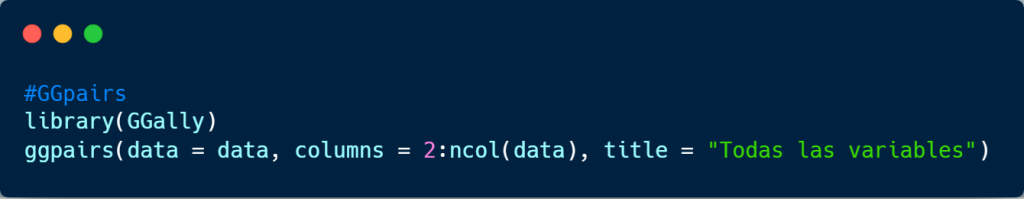 #GGpairs
library(GGally)
ggpairs(data = data, columns = 2:ncol(data), title = "Todas las variables")